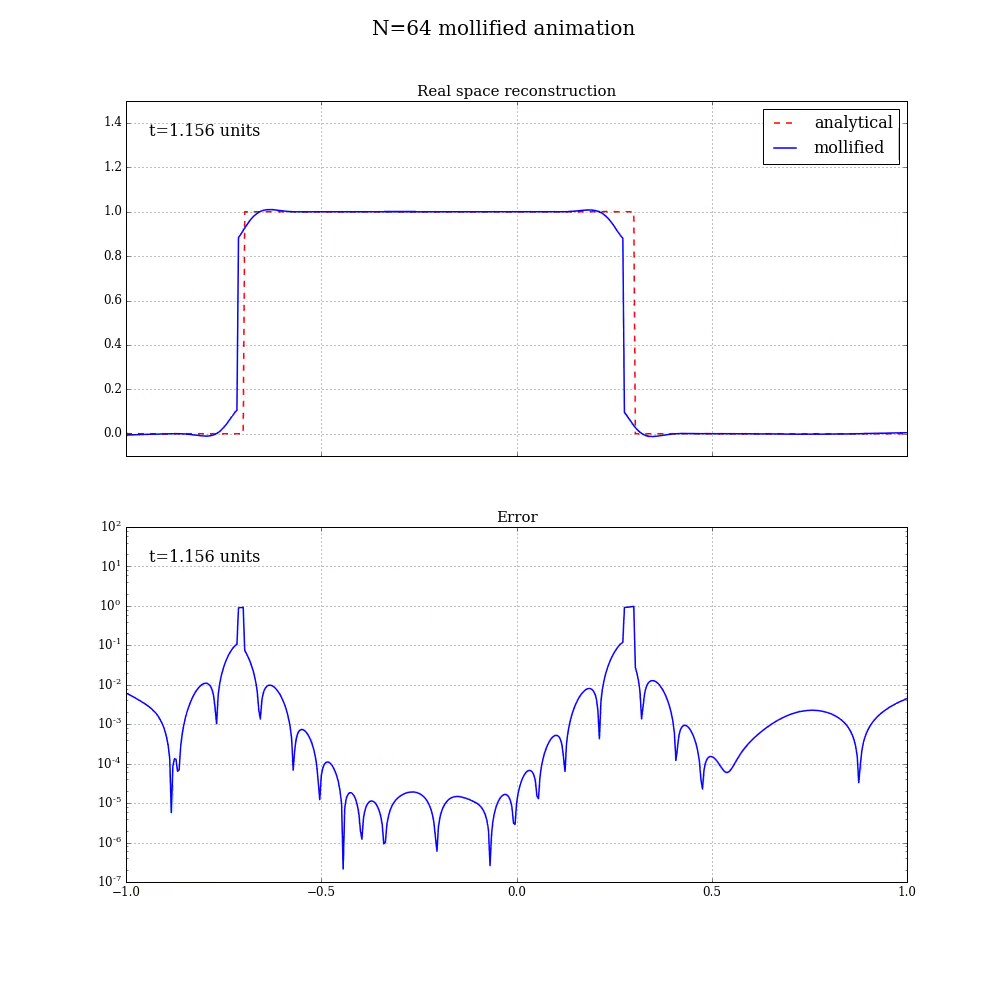 N=64 mollified animation
Real space reconstruction
t=1.156 units
analytical
mollified
1.4
1.2
1.0
0.8
0.6
0.4
0.2
0.0
Error
t=1.156 units
10²
10¹
10⁰
10⁻¹
10⁻²
10⁻³
10⁻⁴
10⁻⁵
10⁻⁶
10⁻⁷
−1.0 −0.5 0.0 0.5 1.0